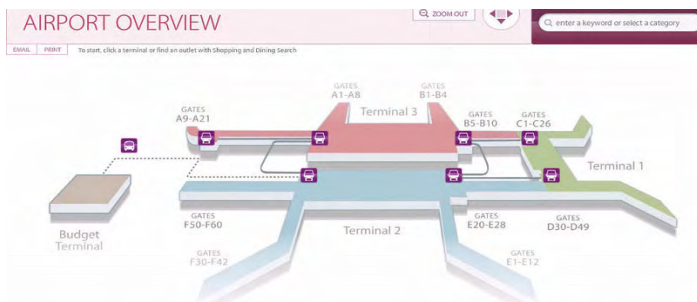 AIRPORT OVERVIEW
ZOOM OUT
enter a keyword or select a category
EMAIL
PRINT
To start, click a terminal or find an outlet with Shopping and Dining Search
GATES
A1-A8
GATES
B1-B4
GATES
A9-A21
Terminal 3
GATES
B5-B10
GATES
C1-C26
Terminal 1
Budget
Terminal
GATES
F50-F60
Terminal 2
GATES
E20-E28
GATES
D30-D49
GATES
F30-F42
GATES
E1-E12